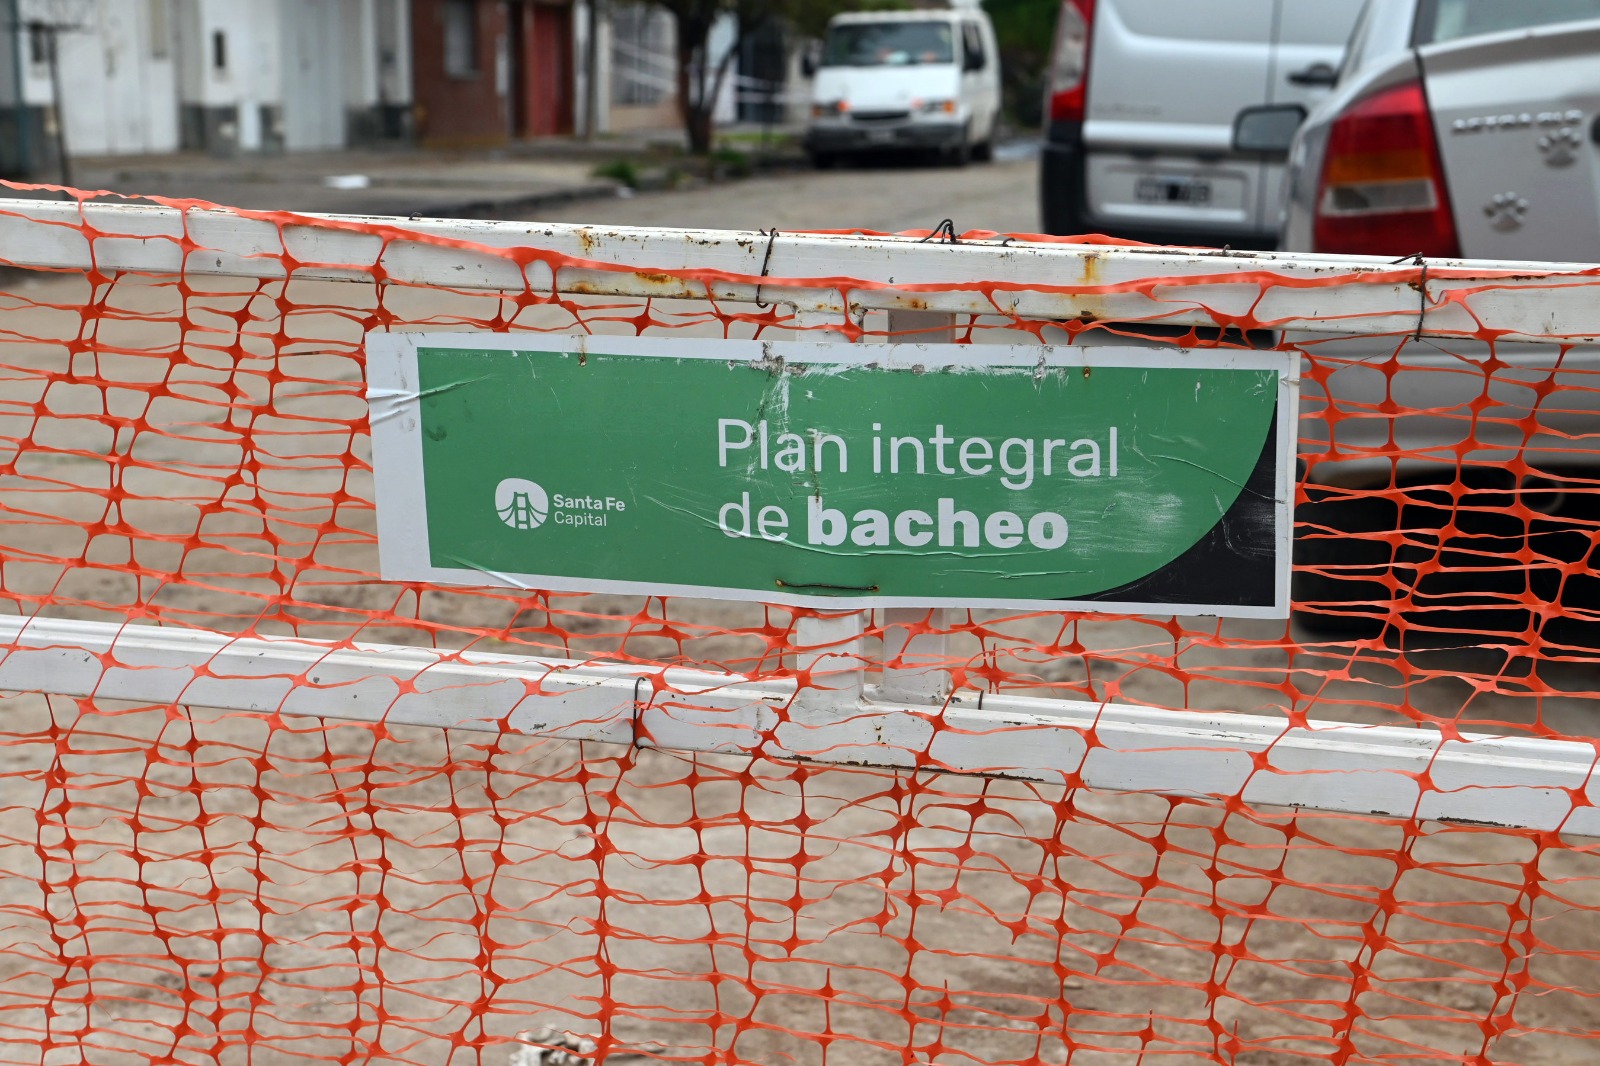 Plan integral
de bacheo
Santa Fe
Capital